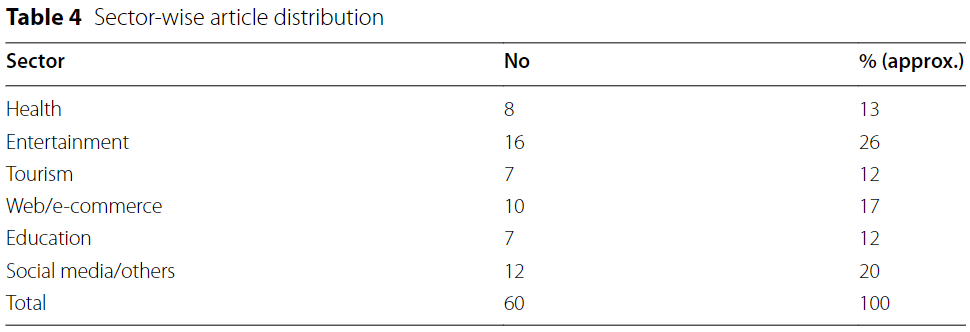 Table 4 Sector-wise article distribution
Sector No % (approx.)
Health 8 13
Entertainment 16 26
Tourism 7 12
Web/e-commerce 10 17
Education 7 12
Social media/others 12 20
Total 60 100